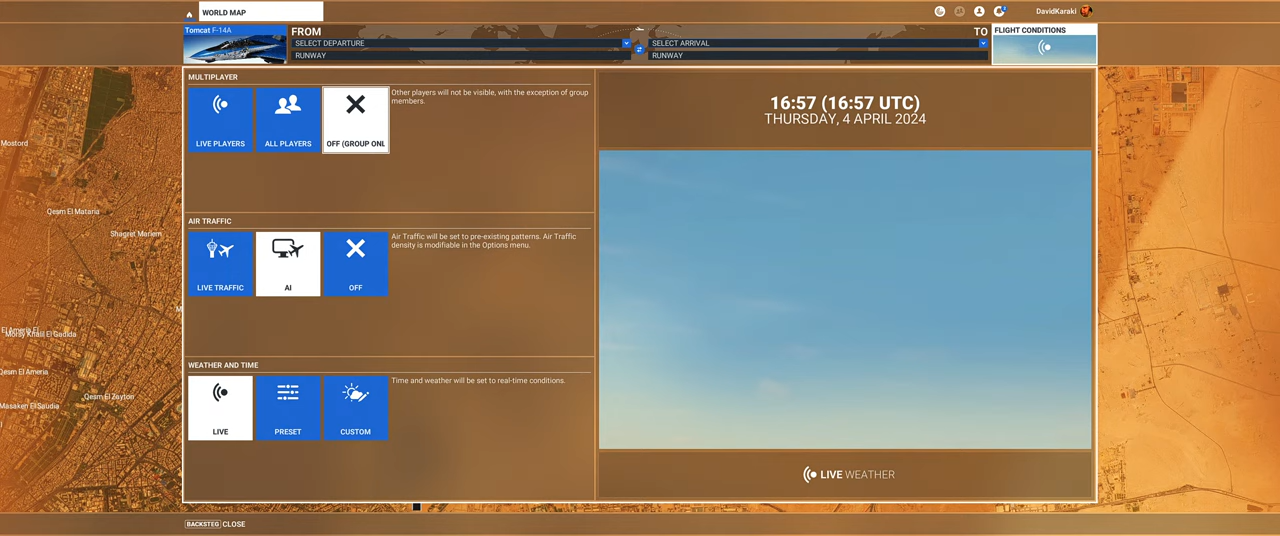 WORLD MAP
DavidKaraki
Tomcat F-14A
FROM
SELECT DEPARTURE
RUNWAY
TO
SELECT ARRIVAL
RUNWAY
FLIGHT CONDITIONS
MULTIPLAYER
LIVE PLAYERS
ALL PLAYERS
OFF (GROUP ONL
Other players will not be visible, with the exception of group
members.
AIR TRAFFIC
LIVE TRAFFIC
AI
OFF
Air Traffic will be set to pre-existing patterns. Air Traffic
density is modifiable in the Options menu.
WEATHER AND TIME
LIVE
PRESET
CUSTOM
Time and weather will be set to real-time conditions.
16:57 (16:57 UTC)
THURSDAY, 4 APRIL 2024
LIVE WEATHER
Mostord
Qesm El Mataria
Shagret Mariem
Morsy Khalil El Gadida
Qesm El Ameria
Qesm El Zayton
Masaken El Saudia
BACKSTEG CLOSE